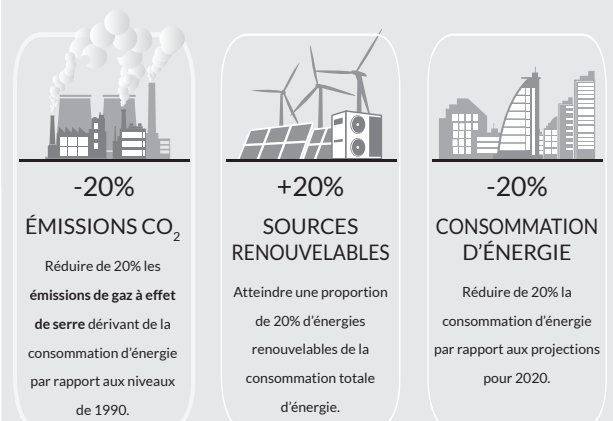 -20%
ÉMISSIONS CO₂
Réduire de 20% les
émissions de gaz à effet
de serre dérivant de la
consommation d’énergie
par rapport aux niveaux
de 1990.
+20%
SOURCES
RENOUVELABLES
Atteindre une proportion
de 20% d’énergies
renouvelables de la
consommation totale
d’énergie.
-20%
CONSOMMATION
D’ÉNERGIE
Réduire de 20% la
consommation d’énergie
par rapport aux projections
pour 2020.